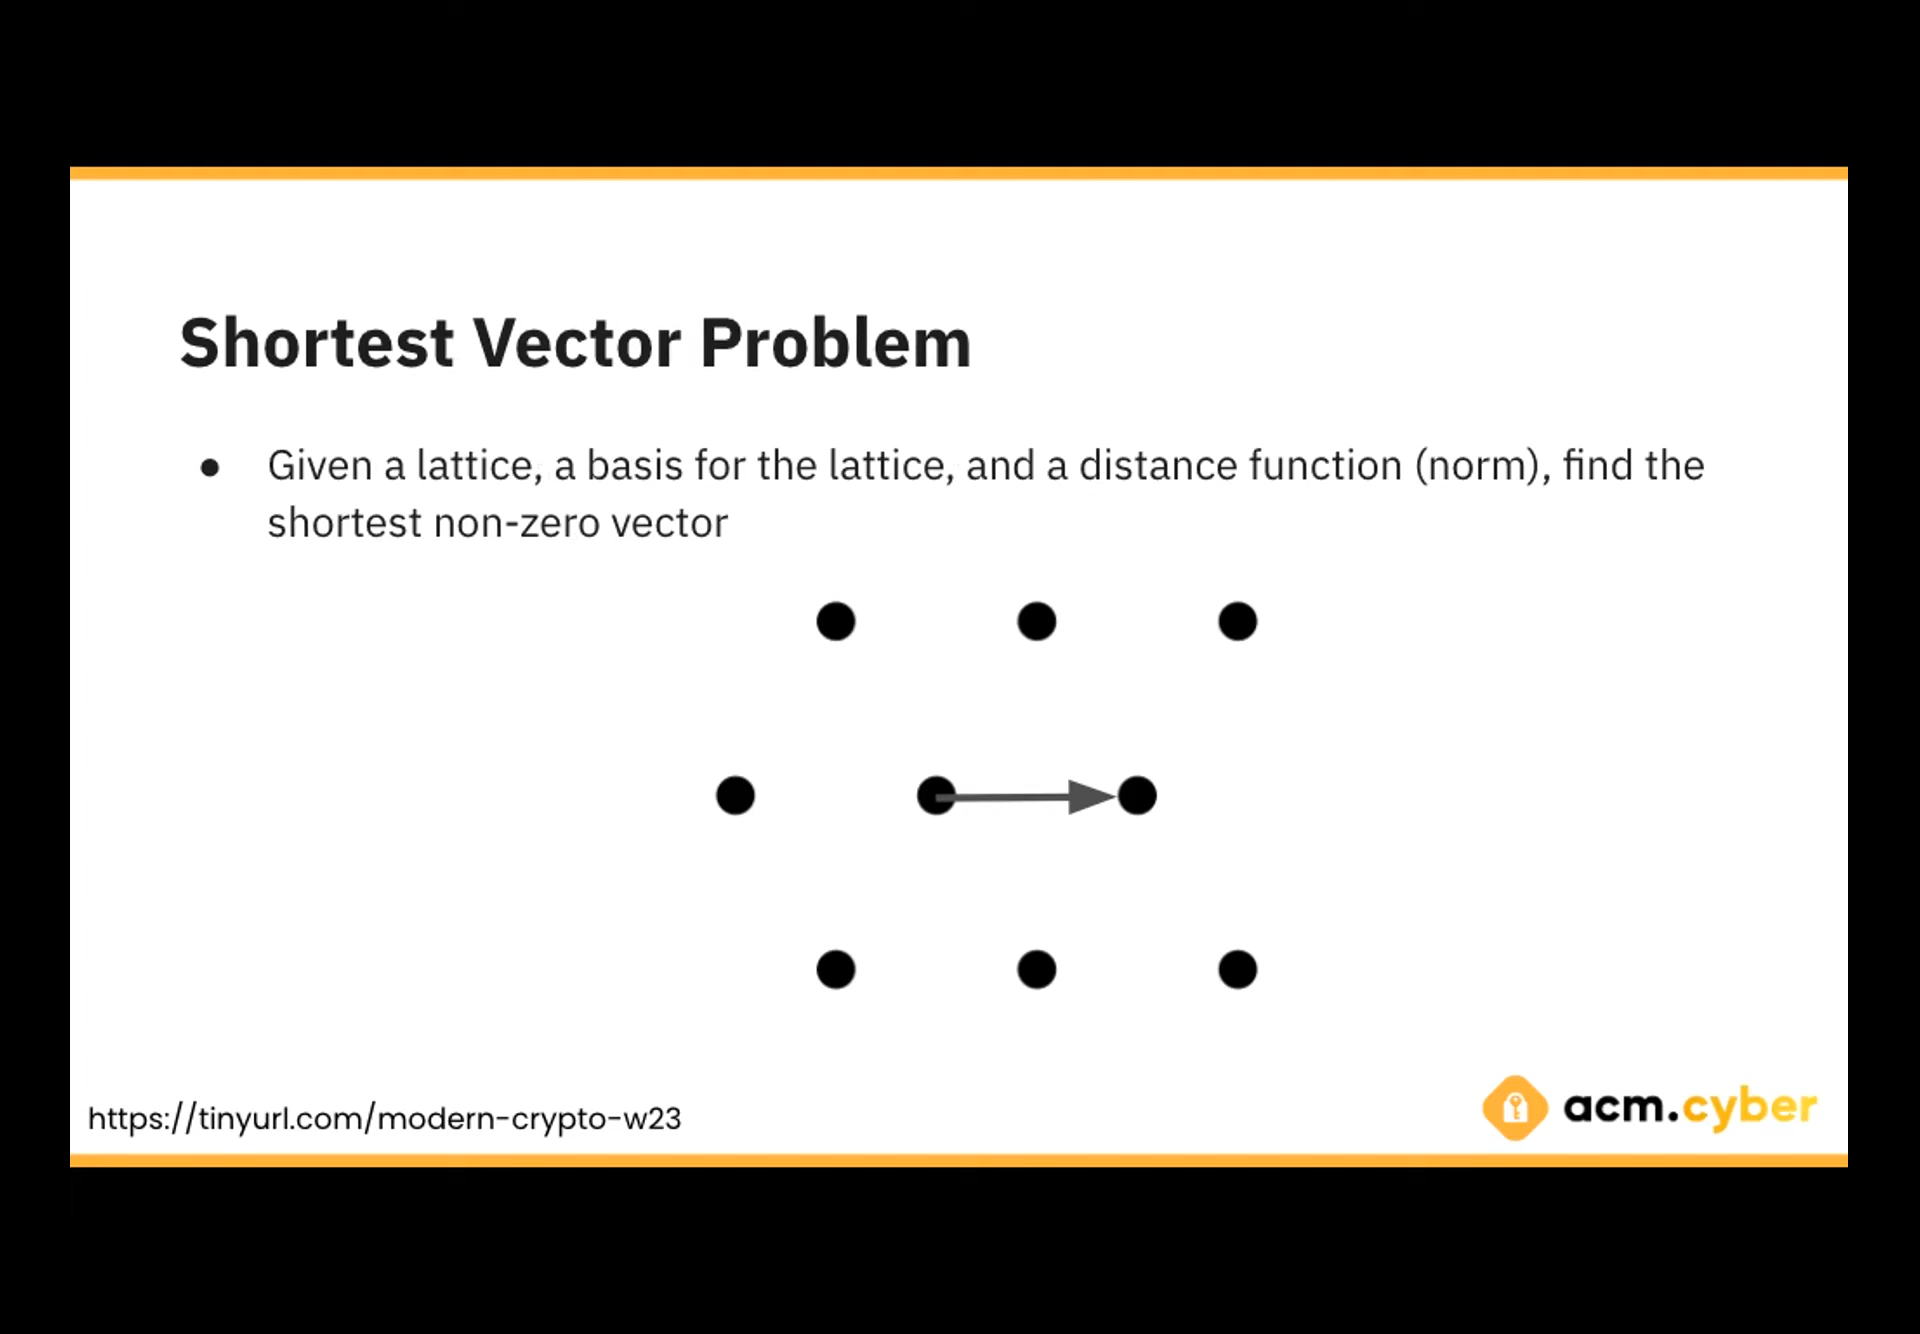 Shortest Vector Problem
● Given a lattice, a basis for the lattice, and a distance function (norm), find the
shortest non-zero vector
https://tinyurl.com/modern-crypto-w23
acm.cyber